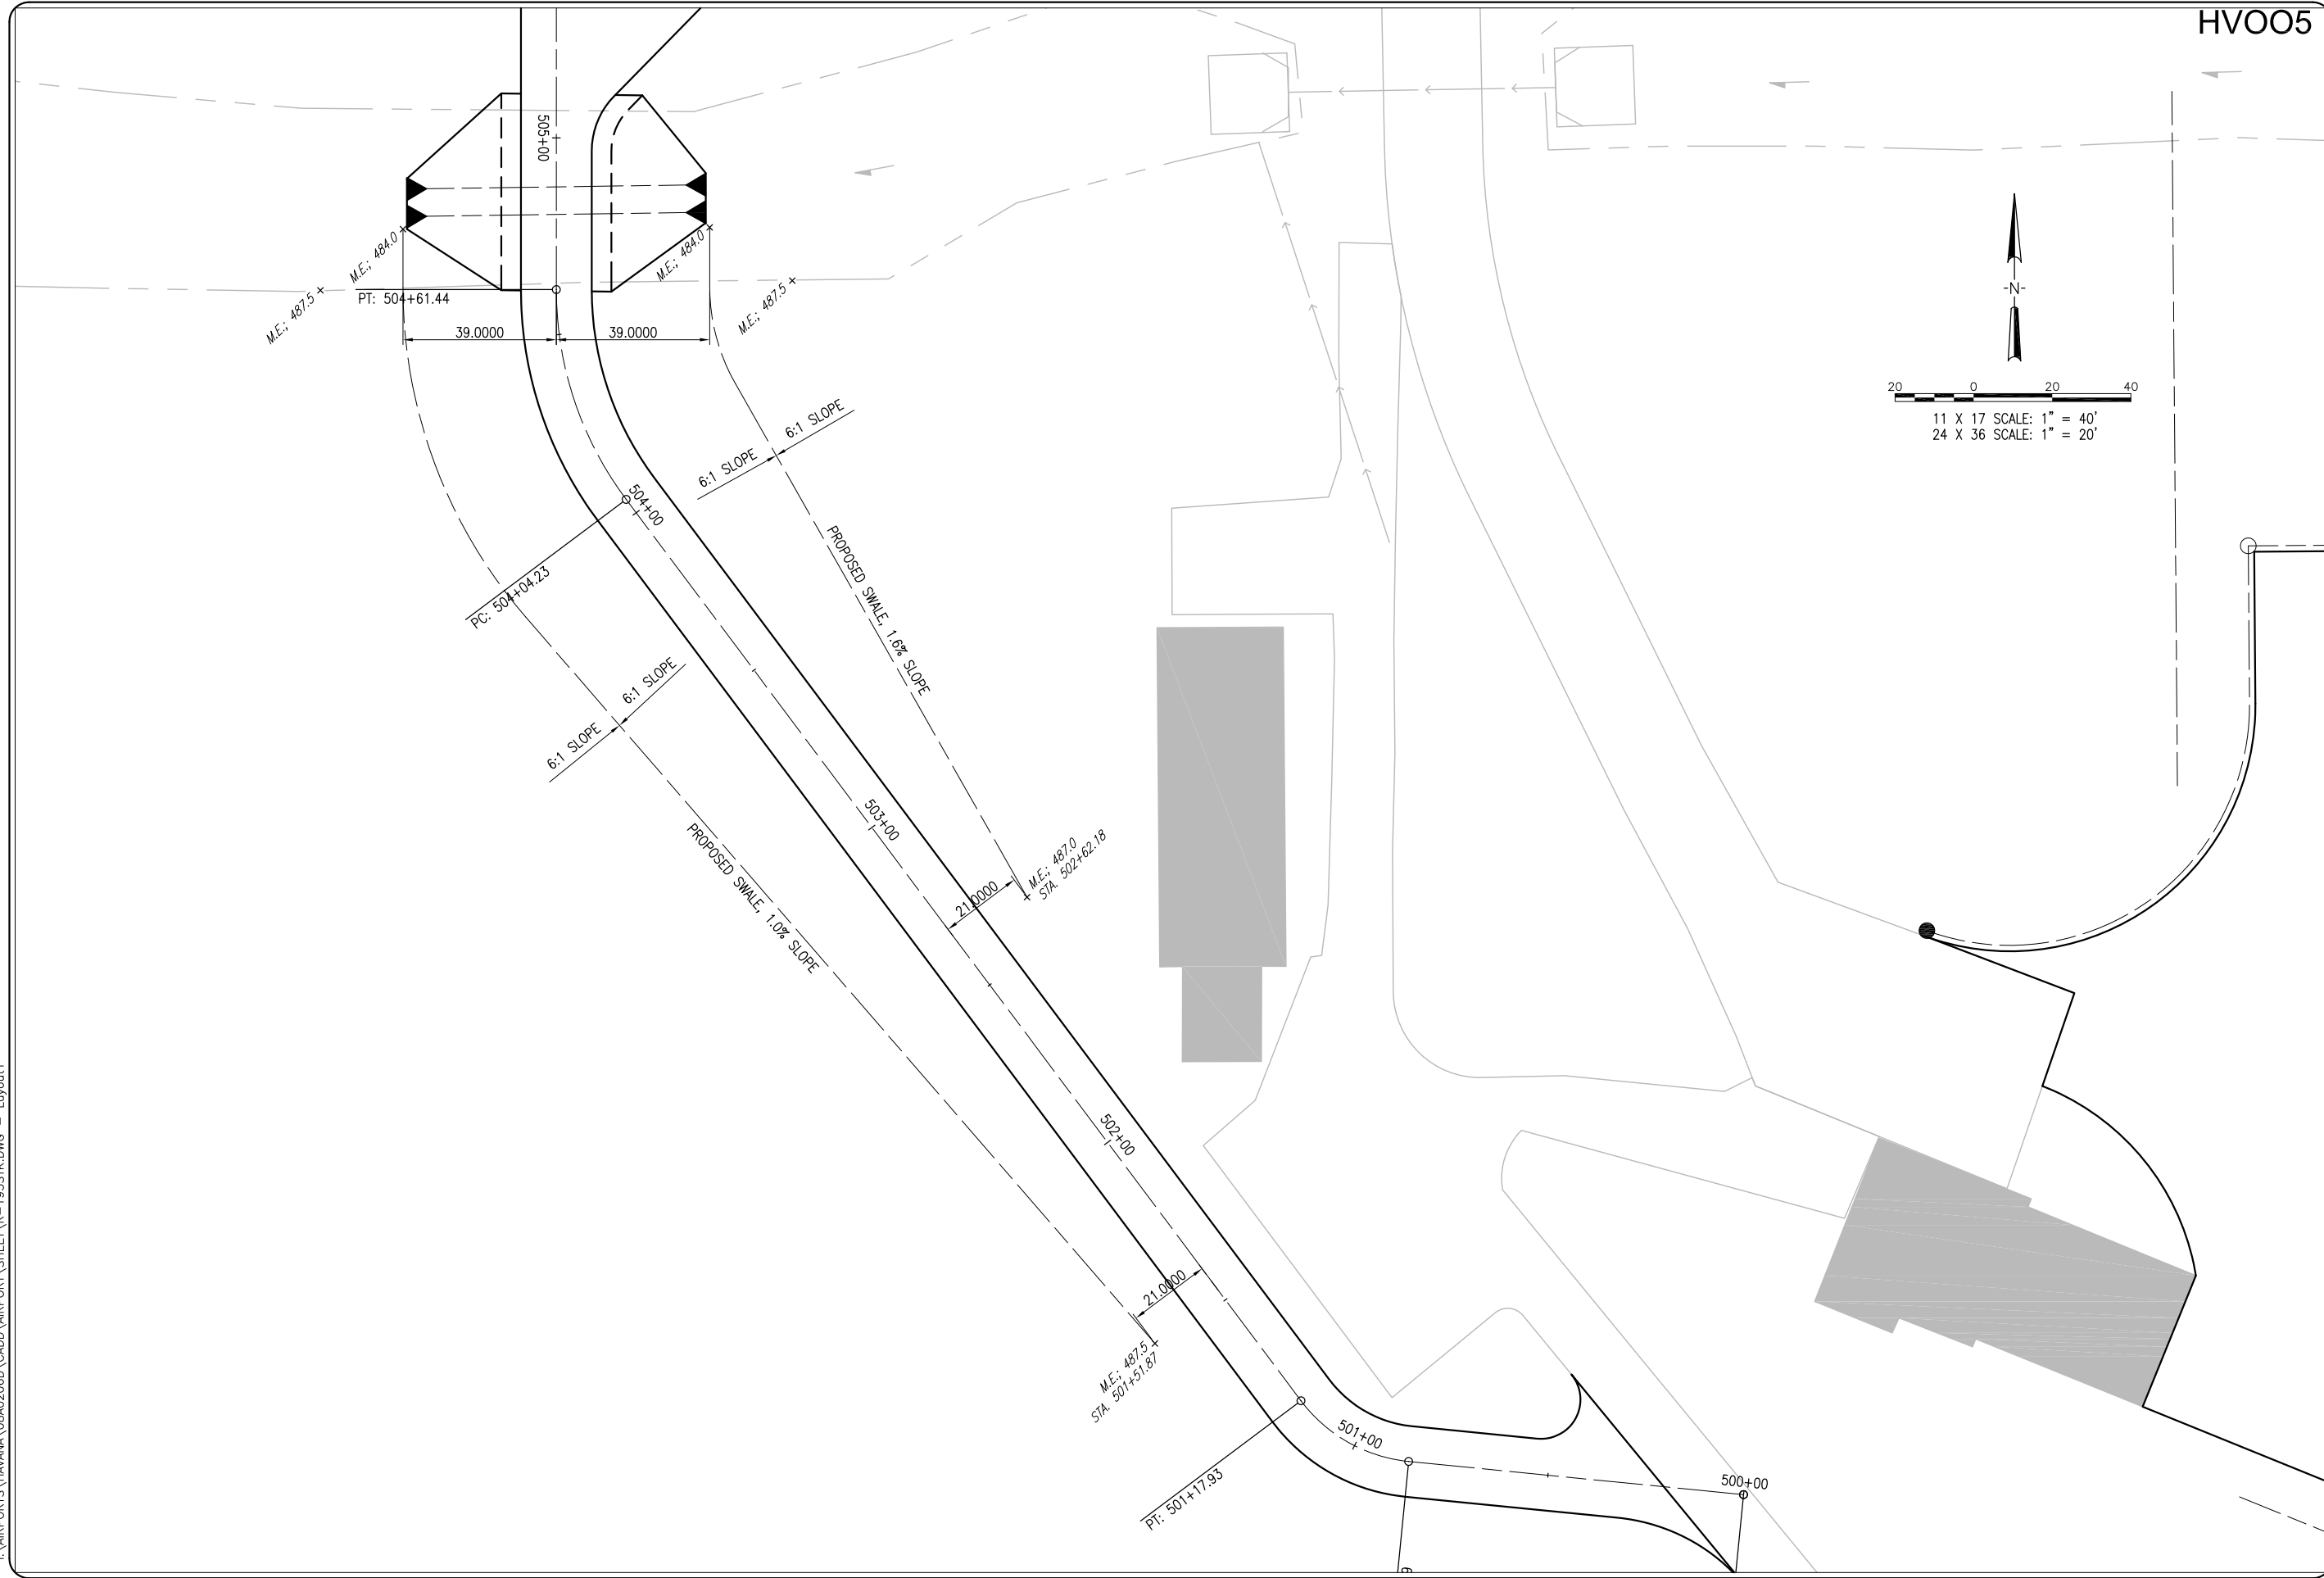 HVOO5
505+00
M.E.; 484.0
M.E.; 484.0
M.E.; 487.5
PT: 504+61.44
M.E.; 487.5
39.0000
39.0000
-N-
20 0 20 40
11 X 17 SCALE: 1" = 40'
24 X 36 SCALE: 1" = 20'
6:1 SLOPE
6:1 SLOPE
504+00
PROPOSED SWALE, 1.6% SLOPE
PC: 504+04.23
6:1 SLOPE
6:1 SLOPE
503+00
PROPOSED SWALE, 1.0% SLOPE
M.E.; 487.0
STA. 502+62.18
21.0000
502+00
21.0000
M.E.; 487.5
STA. 501+51.87
501+00
500+00
PT: 501+17.93